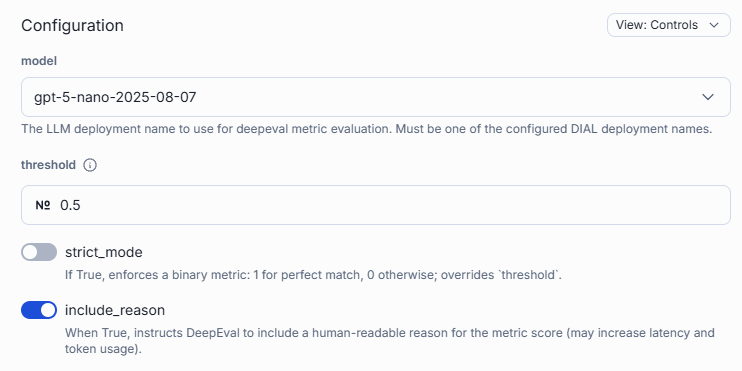 Configuration
View: Controls
model
gpt-5-nano-2025-08-07
The LLM deployment name to use for deepeval metric evaluation. Must be one of the configured DIAL deployment names.
threshold
№ 0.5
strict_mode
If True, enforces a binary metric: 1 for perfect match, 0 otherwise; overrides `threshold`.
include_reason
When True, instructs DeepEval to include a human-readable reason for the metric score (may increase latency and
token usage).